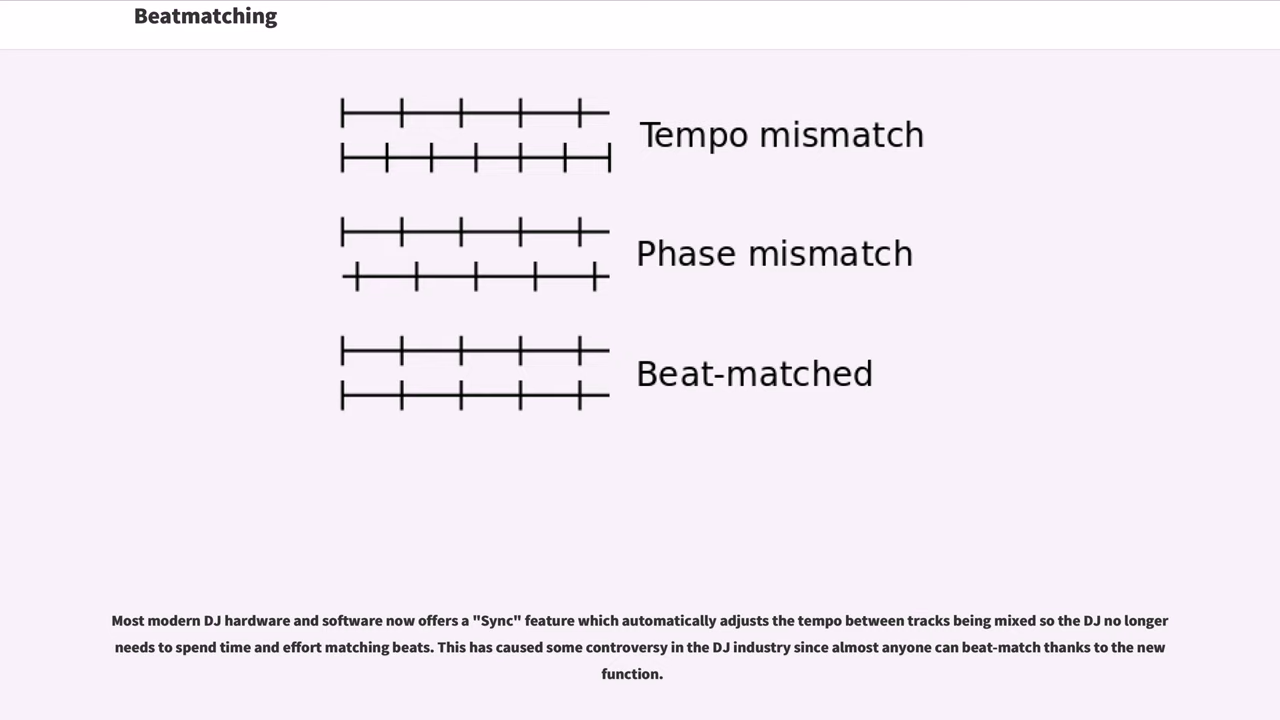 Beatmatching
Tempo mismatch
Phase mismatch
Beat-matched
Most modern DJ hardware and software now offers a "Sync" feature which automatically adjusts the tempo between tracks being mixed so the DJ no longer
needs to spend time and effort matching beats. This has caused some controversy in the DJ industry since almost anyone can beat-match thanks to the new
function.